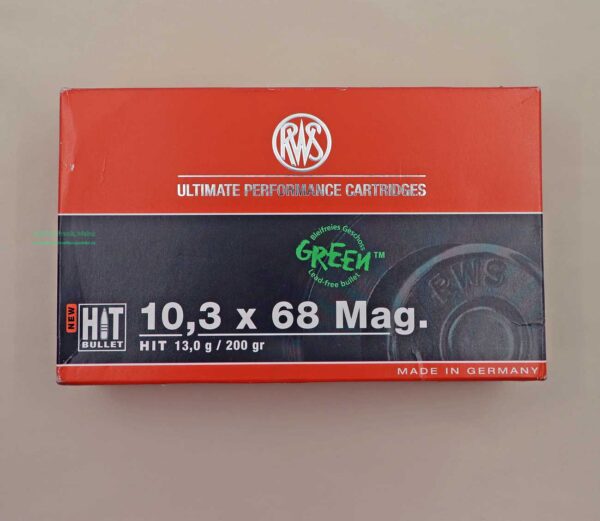 RWS
ULTIMATE PERFORMANCE CARTRIDGES
Bleifreies Geschoss
GREEN™
Lead-free bullet
RWS
NEW
HIT
BULLET
10,3 x 68 Mag.
HIT 13,0 g / 200 gr
MADE IN GERMANY